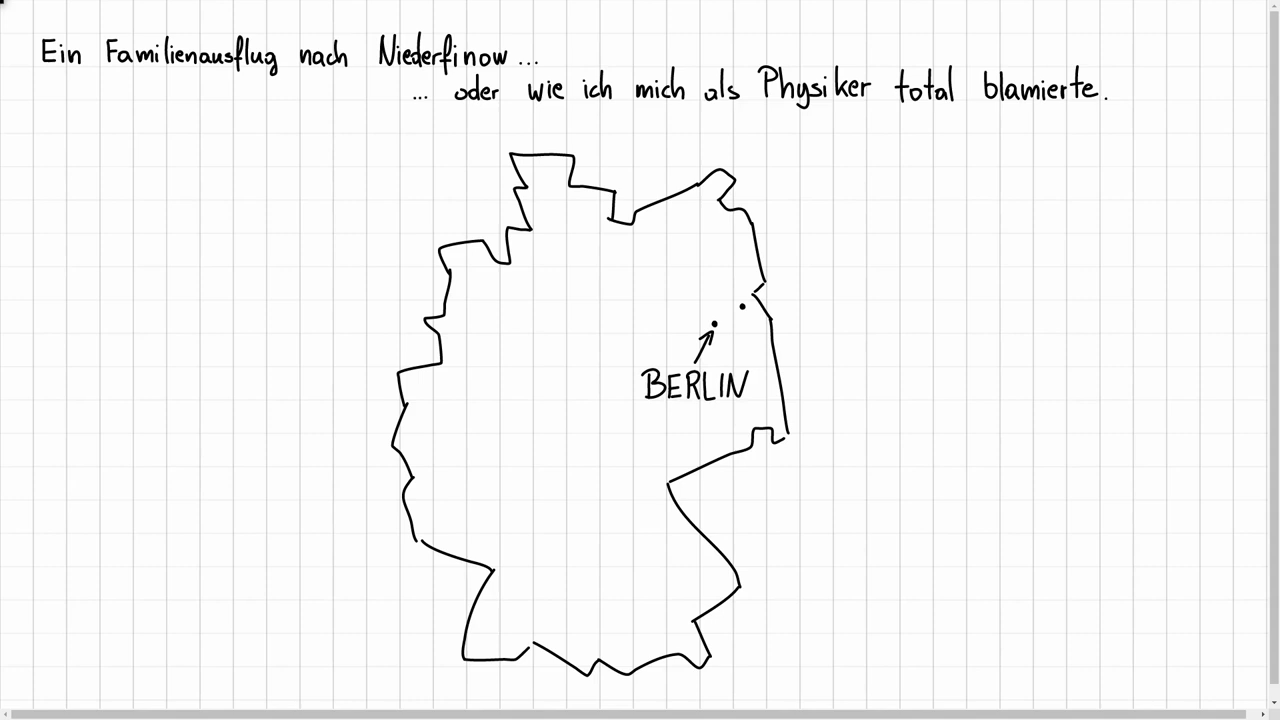 Ein Familienausflug nach Niederfinow...
... oder wie ich mich als Physiker total blamierte.
BERLIN